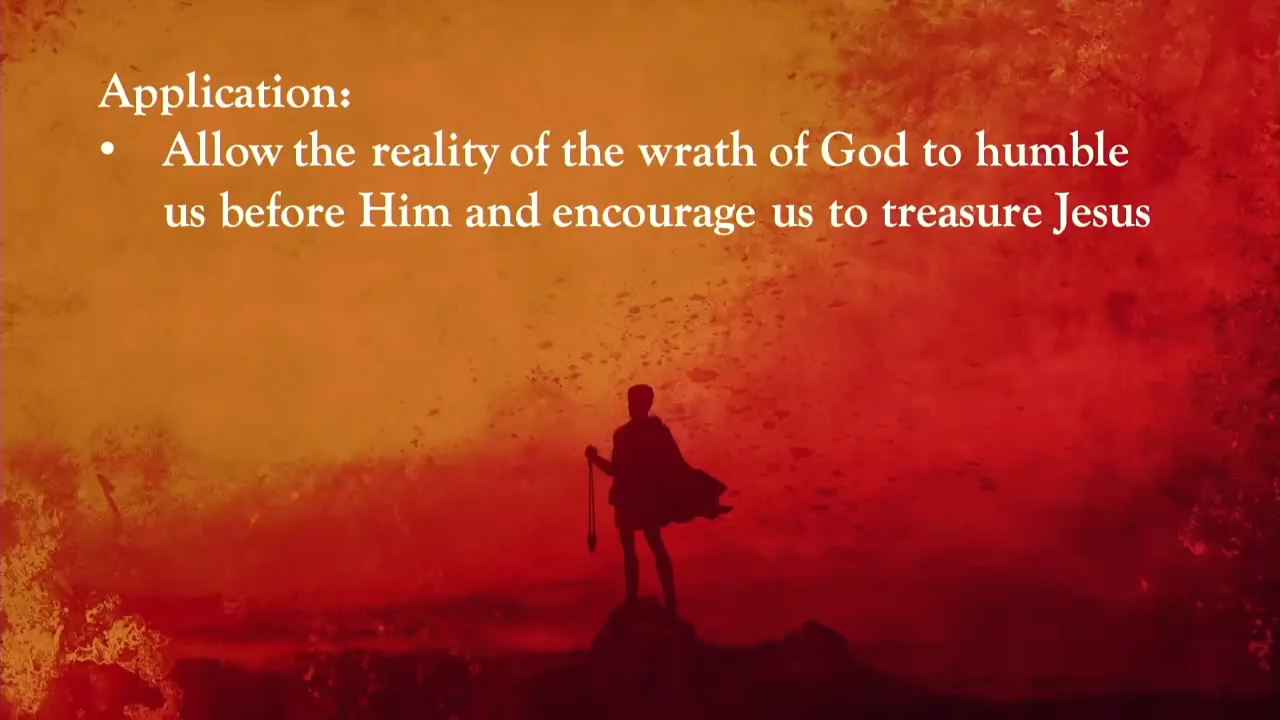 Application:
• Allow the reality of the wrath of God to humble
us before Him and encourage us to treasure Jesus